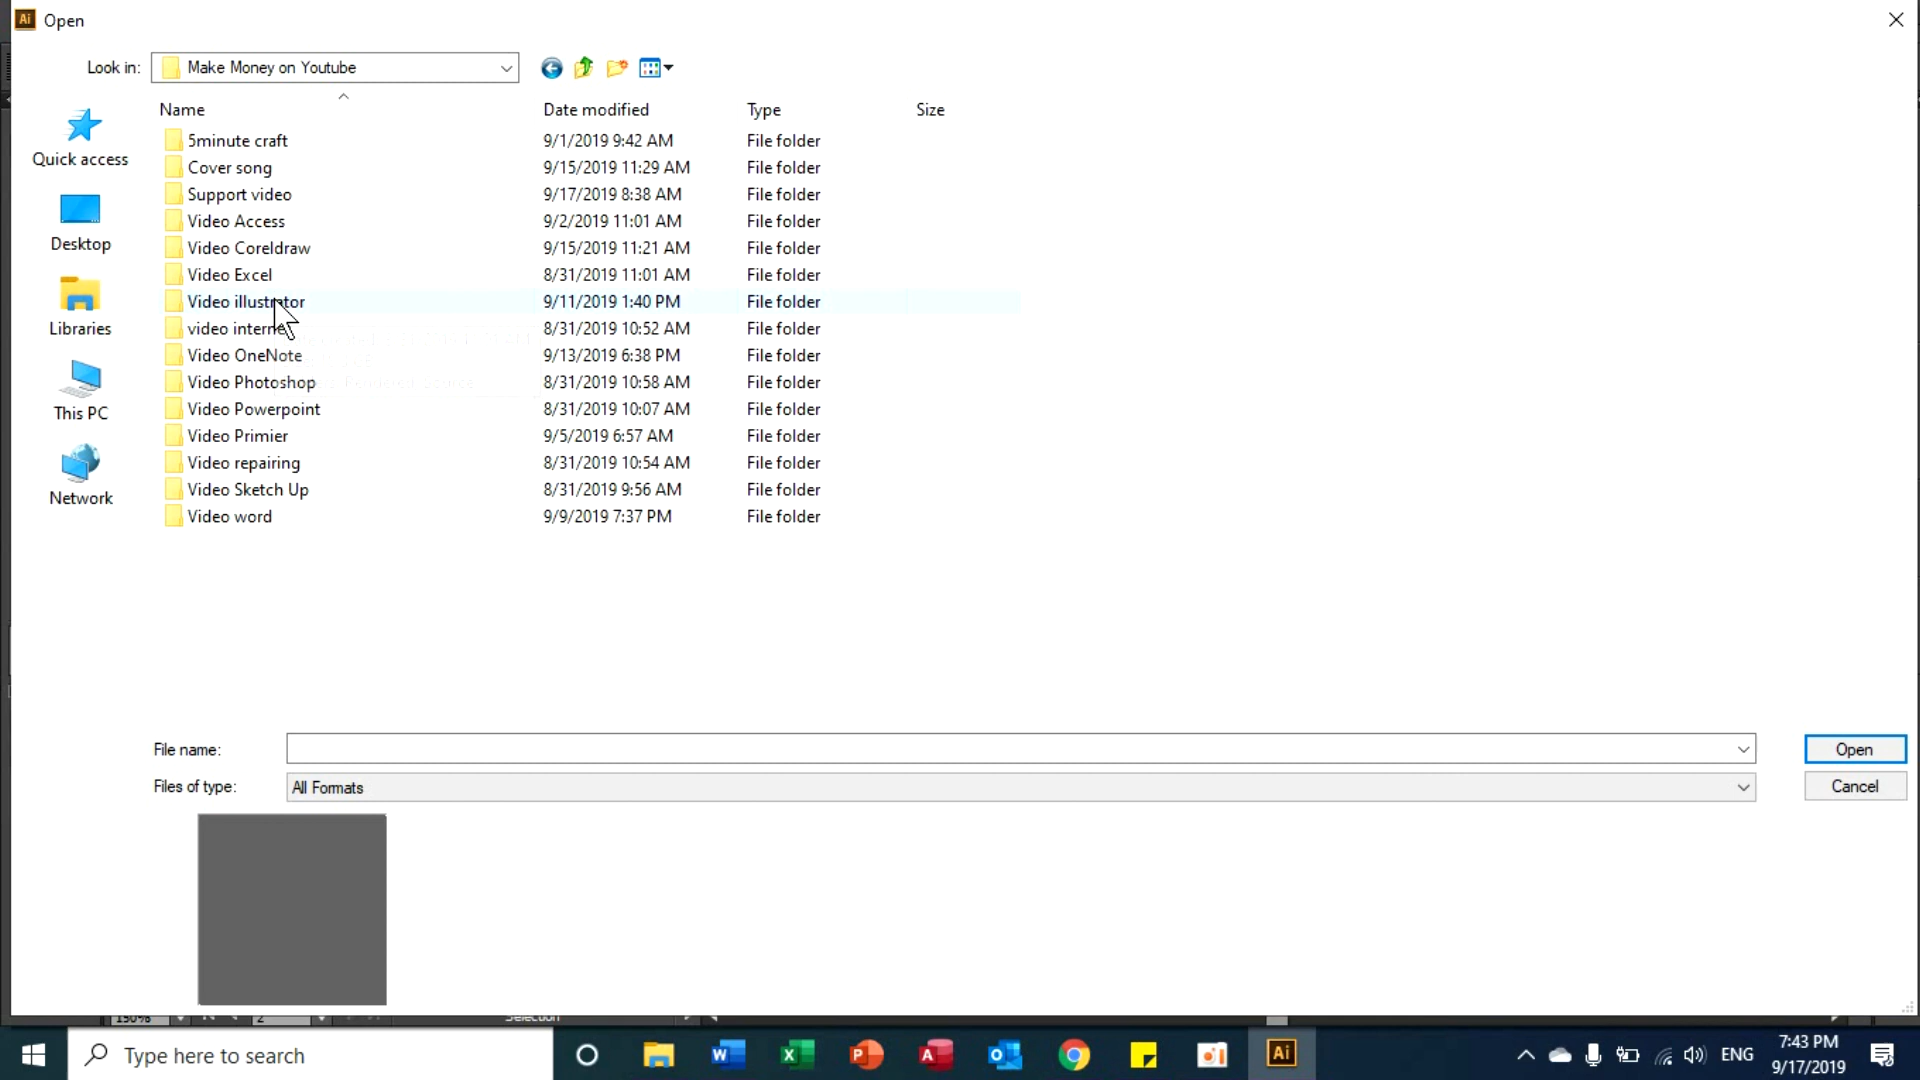 Ai Open
Look in: Make Money on Youtube
Name Date modified Type Size
5minute craft 9/1/2019 9:42 AM File folder
Cover song 9/15/2019 11:29 AM File folder
Support video 9/17/2019 8:38 AM File folder
Video Access 9/2/2019 11:01 AM File folder
Video Coreldraw 9/15/2019 11:21 AM File folder
Video Excel 8/31/2019 11:01 AM File folder
Video illustrator 9/11/2019 1:40 PM File folder
video interne 8/31/2019 10:52 AM File folder
Video OneNote 9/13/2019 6:38 PM File folder
Video Photoshop 8/31/2019 10:58 AM File folder
Video Powerpoint 8/31/2019 10:07 AM File folder
Video Primier 9/5/2019 6:57 AM File folder
Video repairing 8/31/2019 10:54 AM File folder
Video Sketch Up 8/31/2019 9:56 AM File folder
Video word 9/9/2019 7:37 PM File folder
Quick access
Desktop
Libraries
This PC
Network
File name: Open
Files of type: All Formats Cancel
150% 2 Selection
Type here to search
W X P A O Ai
ENG
7:43 PM
9/17/2019